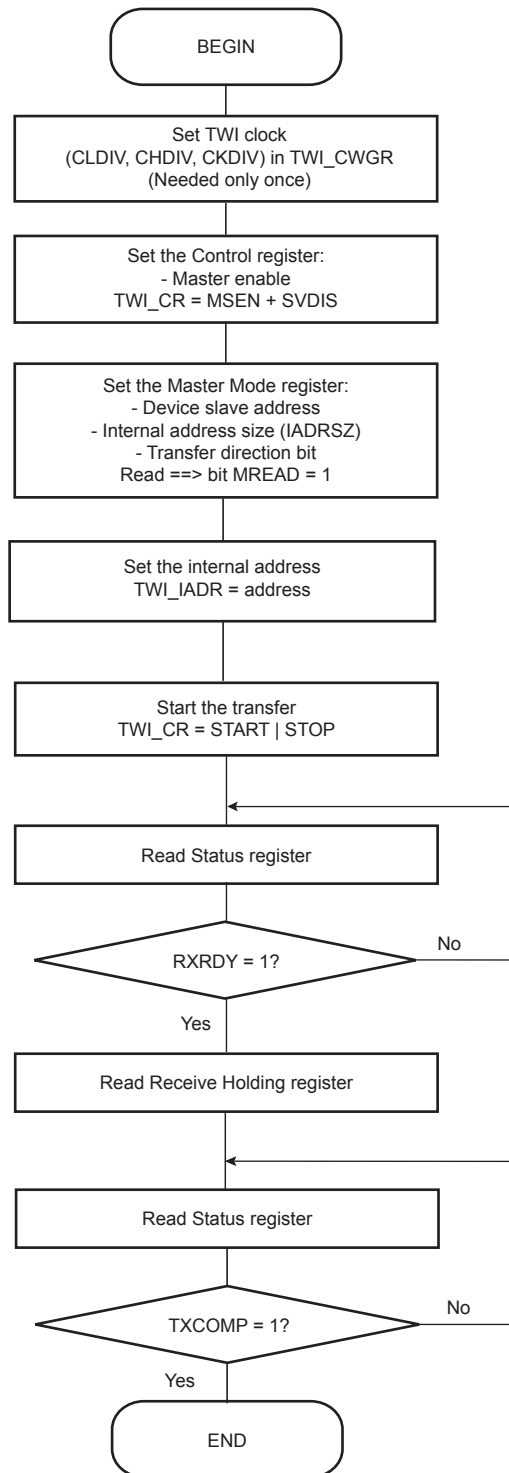 BEGIN
Set TWI clock
(CLDIV, CHDIV, CKDIV) in TWI_CWGR
(Needed only once)
Set the Control register:
- Master enable
TWI_CR = MSEN + SVDIS
Set the Master Mode register:
- Device slave address
- Internal address size (IADRSZ)
- Transfer direction bit
Read ==> bit MREAD = 1
Set the internal address
TWI_IADR = address
Start the transfer
TWI_CR = START | STOP
Read Status register
RXRDY = 1?
No
Yes
Read Receive Holding register
Read Status register
TXCOMP = 1?
No
Yes
END